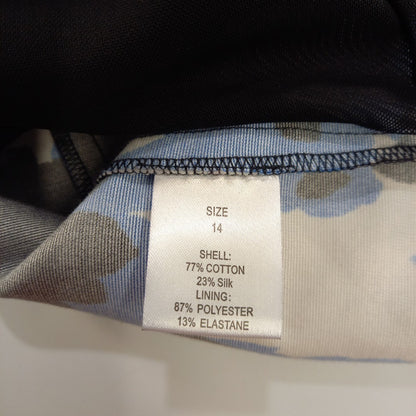 SIZE
14
SHELL:
77% COTTON
23% Silk
LINING:
87% POLYESTER
13% ELASTANE